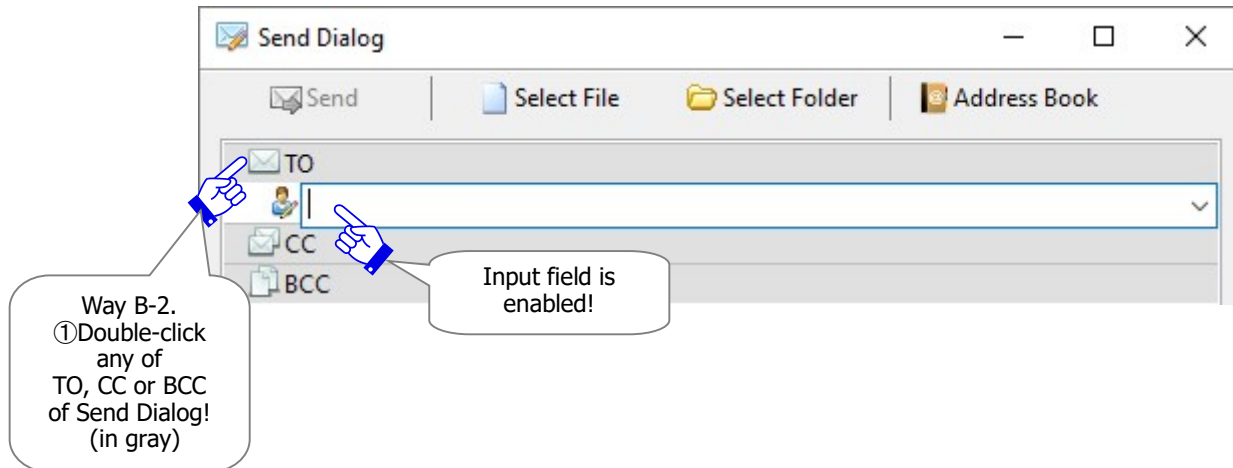 Send Dialog
Send Select File Select Folder Address Book
TO
CC
BCC
Input field is
enabled!
Way B-2.
①Double-click
any of
TO, CC or BCC
of Send Dialog!
(in gray)